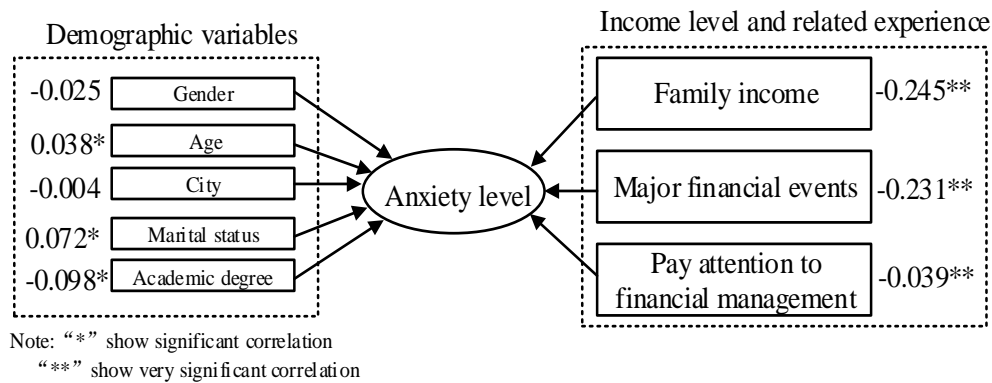 Demographic variables
-0.025 Gender
0.038* Age
-0.004 City
0.072* Marital status
-0.098* Academic degree
Anxiety level
Income level and related experience
Family income -0.245**
Major financial events -0.231**
Pay attention to
financial management -0.039**
Note: “*” show significant correlation
“**” show very significant correlation